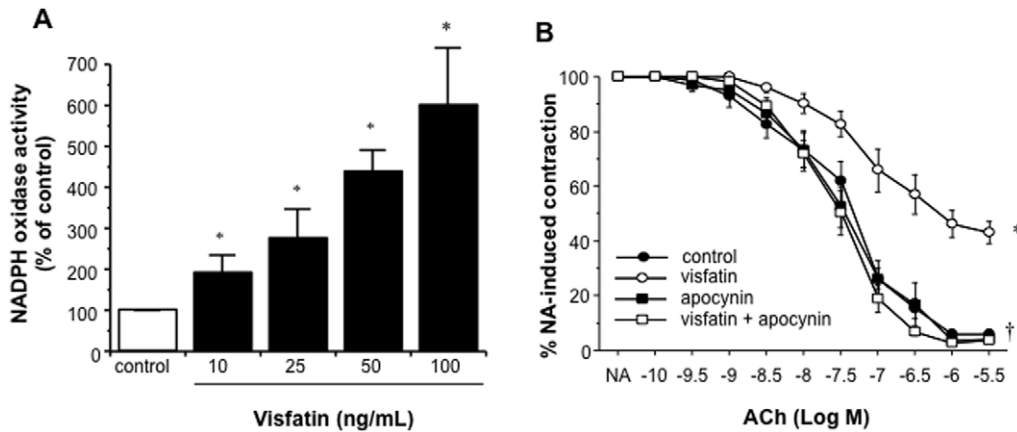 A
NADPH oxidase activity
(% of control)
700
600
500
400
300
200
100
0
*
*
*
*
control
10
25
50
100
Visfatin (ng/mL)
B
% NA-induced contraction
100
80
60
40
20
0
control
visfatin
apocynin
visfatin + apocynin
*
†
NA -10 -9.5 -9 -8.5 -8 -7.5 -7 -6.5 -6 -5.5
ACh (Log M)